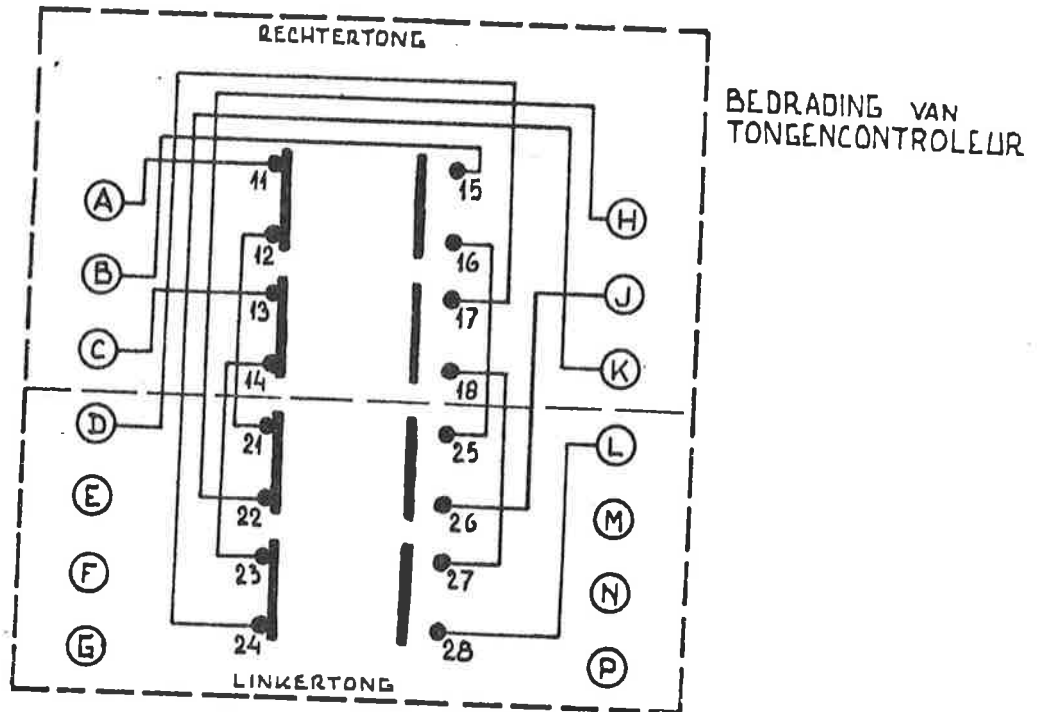 RECHTERTONG
BEDRADING VAN
TONGENCONTROLEUR
A
11
15
H
12
16
B
13
17
J
C
14
18
K
D
21
25
L
E
22
26
M
F
23
27
N
G
24
28
P
LINKERTONG